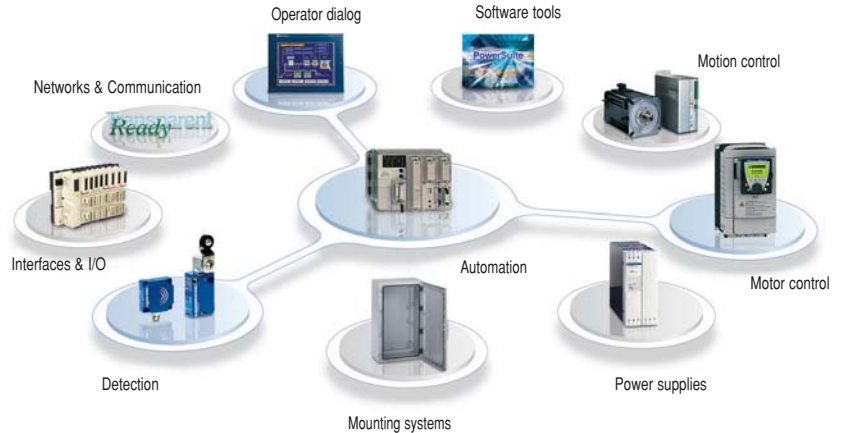 Operator dialog
Software tools
Motion control
Networks & Communication
PowerSuite
Transparent
Ready
Interfaces & I/O
Automation
Motor control
Detection
Power supplies
Mounting systems